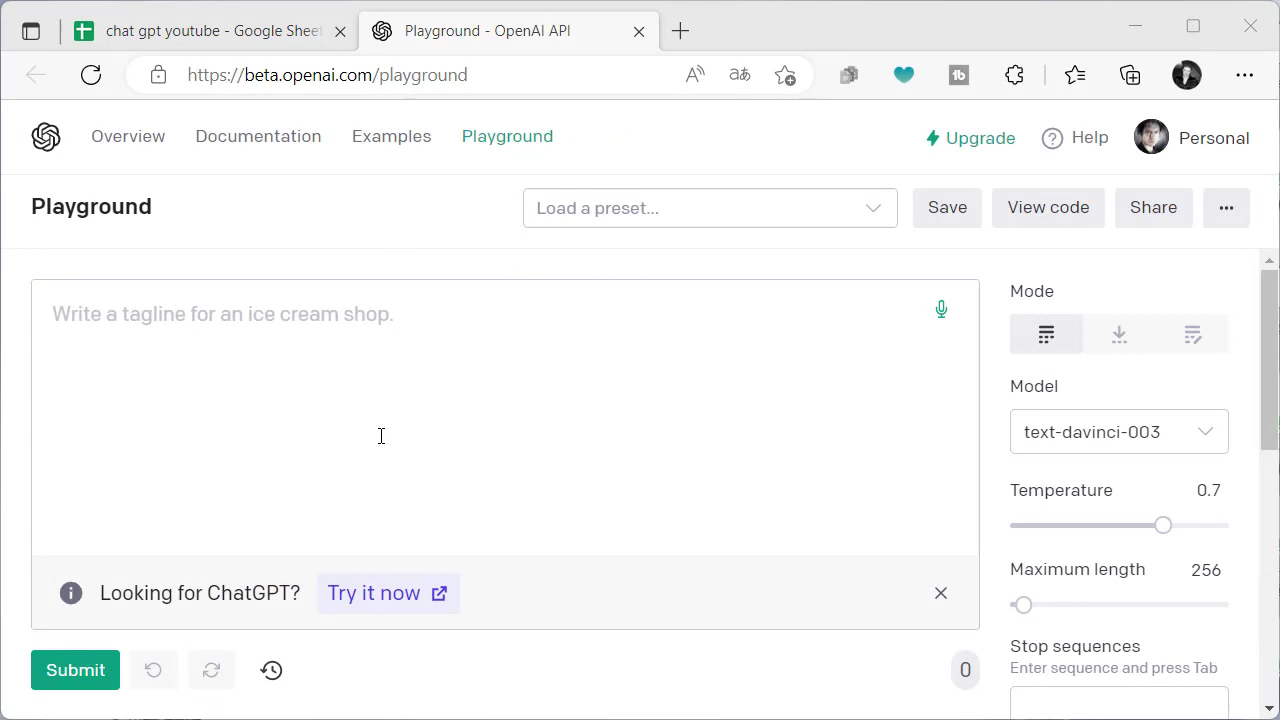 chat gpt youtube - Google Sheet
Playground - OpenAI API
https://beta.openai.com/playground
Overview
Documentation
Examples
Playground
Upgrade
Help
Personal
Playground
Load a preset...
Save
View code
Share
Write a tagline for an ice cream shop.
Looking for ChatGPT?
Try it now
Submit
0
Mode
Model
text-davinci-003
Temperature 0.7
Maximum length 256
Stop sequences
Enter sequence and press Tab